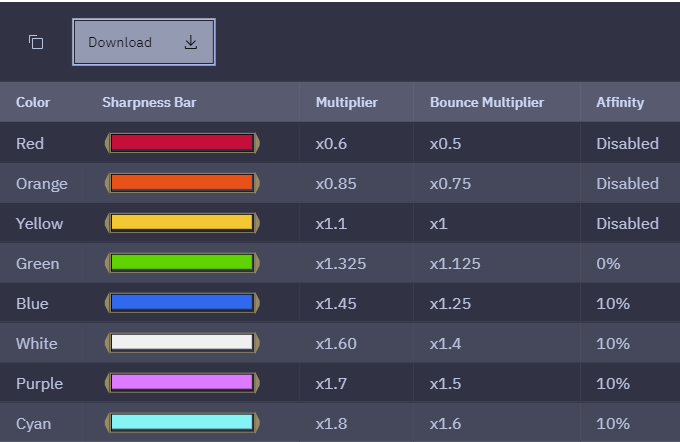 Download
Color Sharpness Bar Multiplier Bounce Multiplier Affinity
Red x0.6 x0.5 Disabled
Orange x0.85 x0.75 Disabled
Yellow x1.1 x1 Disabled
Green x1.325 x1.125 0%
Blue x1.45 x1.25 10%
White x1.60 x1.4 10%
Purple x1.7 x1.5 10%
Cyan x1.8 x1.6 10%